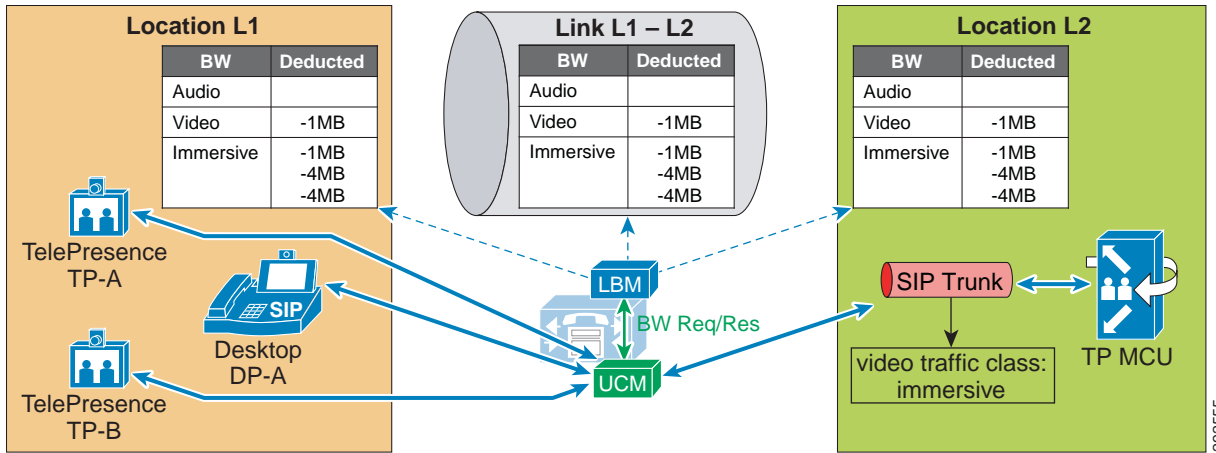 Location L1
BW Deducted
Audio
Video -1MB
Immersive -1MB
-4MB
-4MB
Link L1 – L2
BW Deducted
Audio
Video -1MB
Immersive -1MB
-4MB
-4MB
Location L2
BW Deducted
Audio
Video -1MB
Immersive -1MB
-4MB
-4MB
TelePresence
TP-A
SIP
Desktop
DP-A
TelePresence
TP-B
LBM
BW Req/Res
UCM
SIP Trunk
video traffic class:
immersive
TP MCU